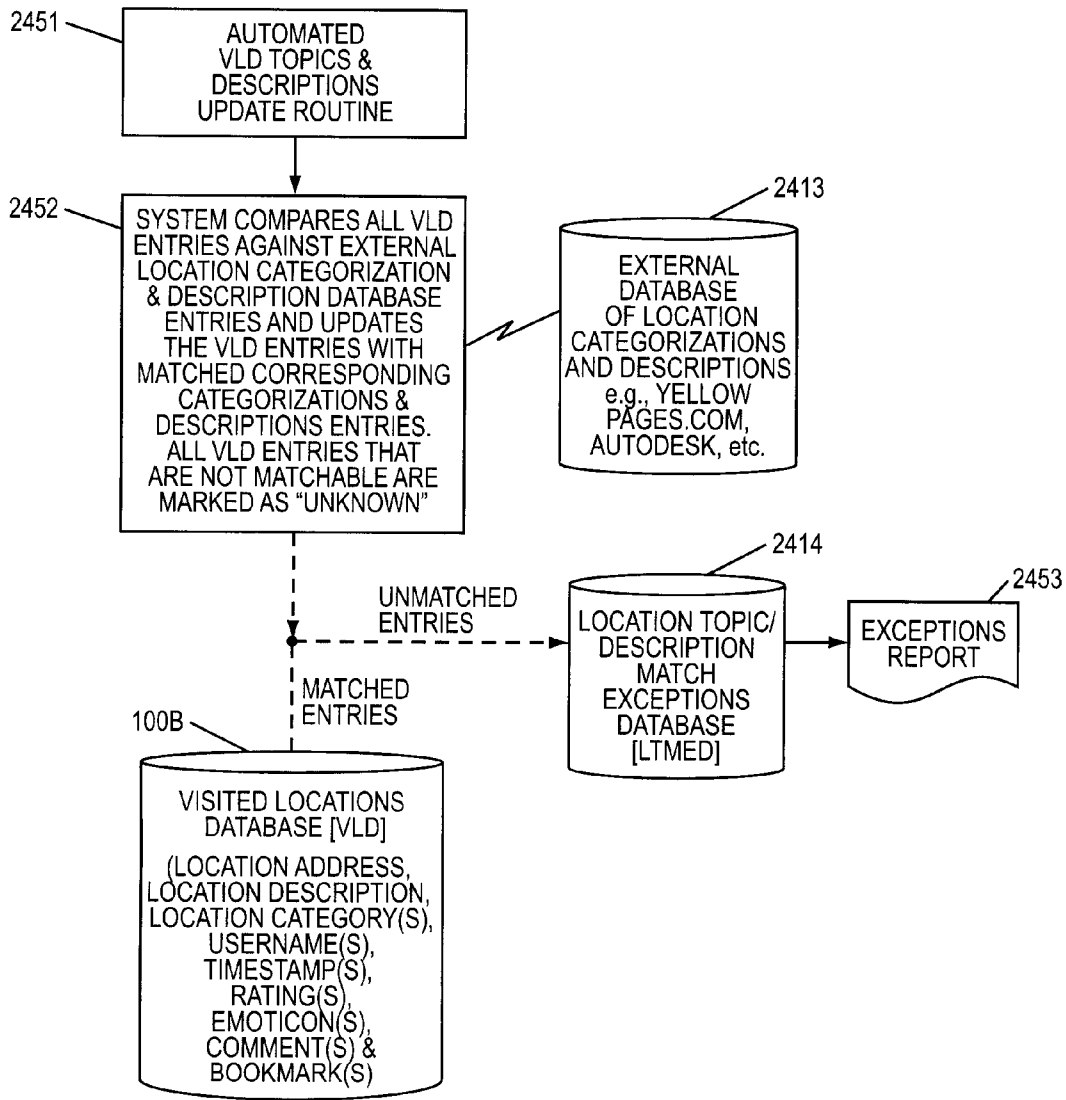 2451
AUTOMATED
VLD TOPICS &
DESCRIPTIONS
UPDATE ROUTINE
2452
SYSTEM COMPARES ALL VLD
ENTRIES AGAINST EXTERNAL
LOCATION CATEGORIZATION
& DESCRIPTION DATABASE
ENTRIES AND UPDATES
THE VLD ENTRIES WITH
MATCHED CORRESPONDING
CATEGORIZATIONS &
DESCRIPTIONS ENTRIES.
ALL VLD ENTRIES THAT
ARE NOT MATCHABLE ARE
MARKED AS “UNKNOWN”
2413
EXTERNAL
DATABASE
OF LOCATION
CATEGORIZATIONS
AND DESCRIPTIONS
e.g., YELLOW
PAGES.COM,
AUTODESK, etc.
UNMATCHED
ENTRIES
2414
LOCATION TOPIC/
DESCRIPTION
MATCH
EXCEPTIONS
DATABASE
[LTMED]
2453
EXCEPTIONS
REPORT
MATCHED
ENTRIES
100B
VISITED LOCATIONS
DATABASE [VLD]
(LOCATION ADDRESS,
LOCATION DESCRIPTION,
LOCATION CATEGORY(S),
USERNAME(S),
TIMESTAMP(S),
RATING(S),
EMOTICON(S),
COMMENT(S) &
BOOKMARK(S)